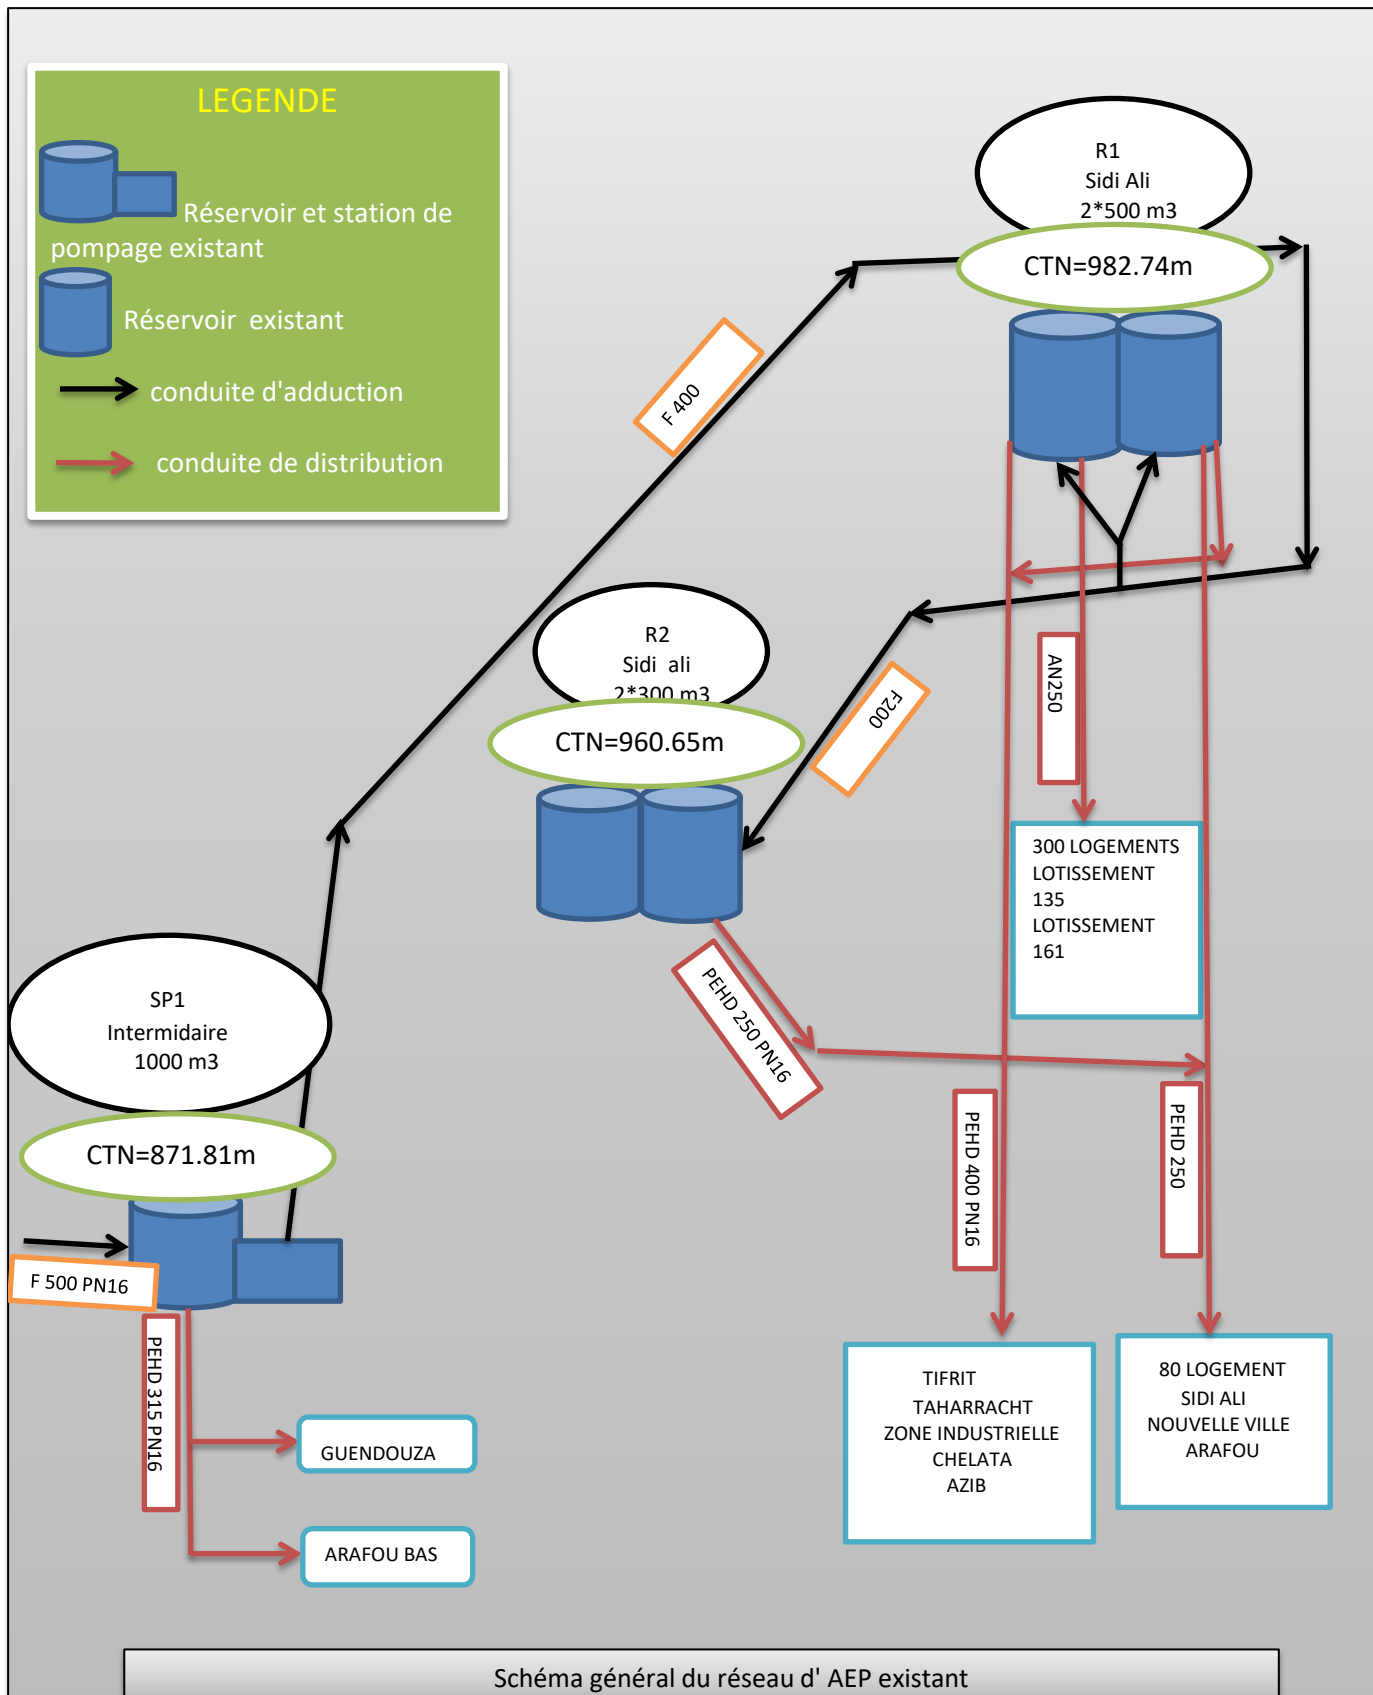 LEGENDE
Réservoir et station de
pompage existant
Réservoir existant
conduite d'adduction
conduite de distribution
R1
Sidi Ali
2*500 m3
CTN=982.74m
F 400
R2
Sidi ali
2*300 m3
CTN=960.65m
F200
AN250
300 LOGEMENTS
LOTISSEMENT
135
LOTISSEMENT
161
SP1
Intermidaire
1000 m3
CTN=871.81m
F 500 PN16
PEHD 250 PN16
PEHD 400 PN16
PEHD 250
PEHD 315 PN16
GUENDOUZA
ARAFOU BAS
TIFRIT
TAHARRACHT
ZONE INDUSTRIELLE
CHELATA
AZIB
80 LOGEMENT
SIDI ALI
NOUVELLE VILLE
ARAFOU
Schéma général du réseau d' AEP existant